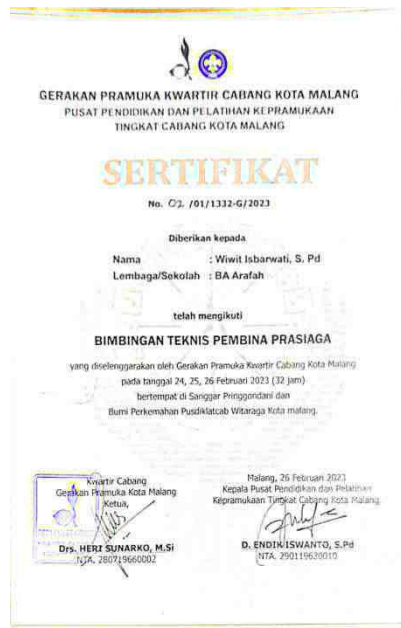 GERAKAN PRAMUKA KWARTIR CABANG KOTA MALANG
PUSAT PENDIDIKAN DAN PELATIHAN KEPRAMUKAAN
TINGKAT CABANG KOTA MALANG
SERTIFIKAT
No. 02 /01/1332-G/2023
Diberikan kepada
Nama : Wiwit Isbarwati, S. Pd
Lembaga/Sekolah : BA Arafah
telah mengikuti
BIMBINGAN TEKNIS PEMBINA PRASIAGA
yang diselenggarakan oleh Gerakan Pramuka Kwartir Cabang Kota Malang
pada tanggal 24, 25, 26 Februari 2023 (32 jam)
bertempat di Sanggar Pringgondani dan
Bumi Perkemahan Pusdiklatcab Witaraga Kota malang.
Kwartir Cabang
Gerakan Pramuka Kota Malang
Ketua,
Drs. HERI SUNARKO, M.Si
NTA. 280719660002
Malang, 26 Februari 2023
Kepala Pusat Pendidikan dan Pelatihan
Kepramukaan Tingkat Cabang Kota Malang
D. ENDIK ISWANTO, S.Pd
NTA. 290119630010